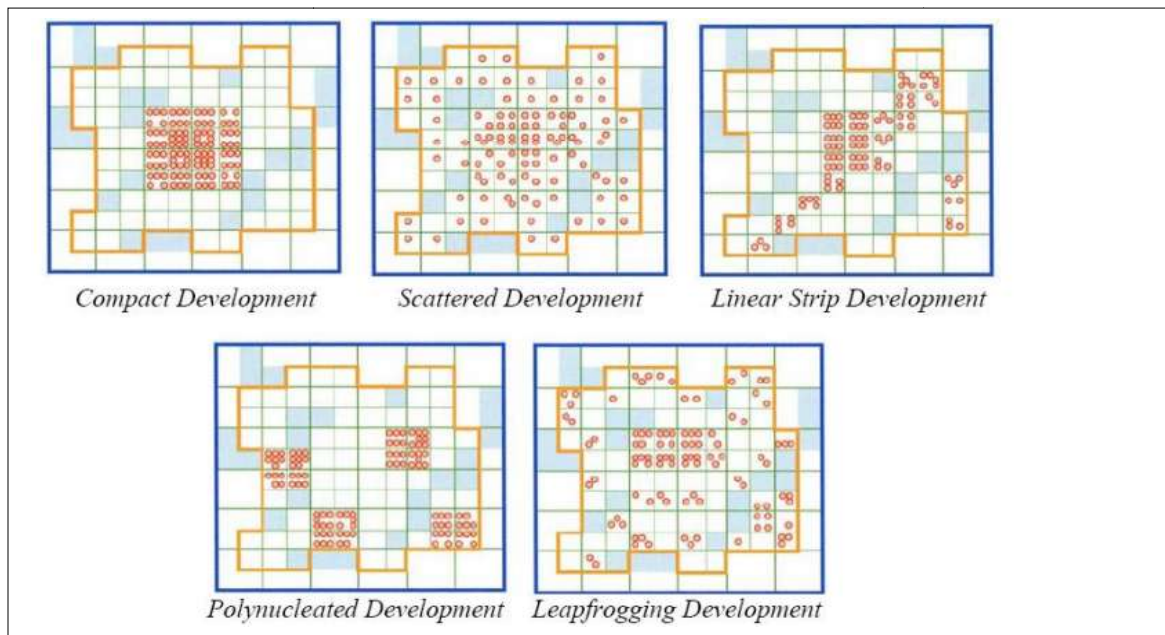 Compact Development
Scattered Development
Linear Strip Development
Polynucleated Development
Leapfrogging Development